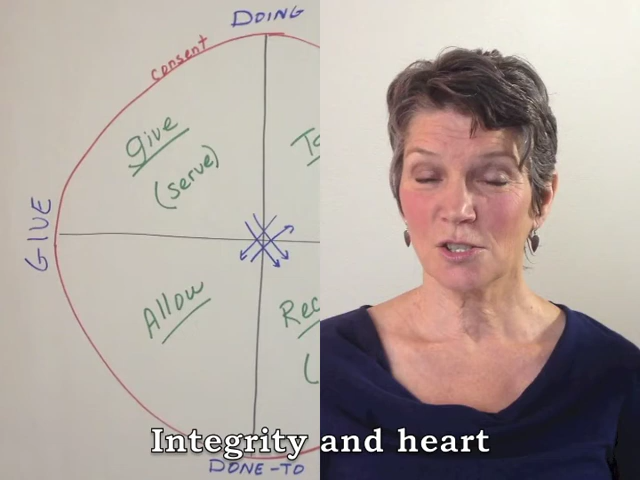 DOING
consent
give
(serve)
GIVE
Allow
Integrity and heart
DONE-TO